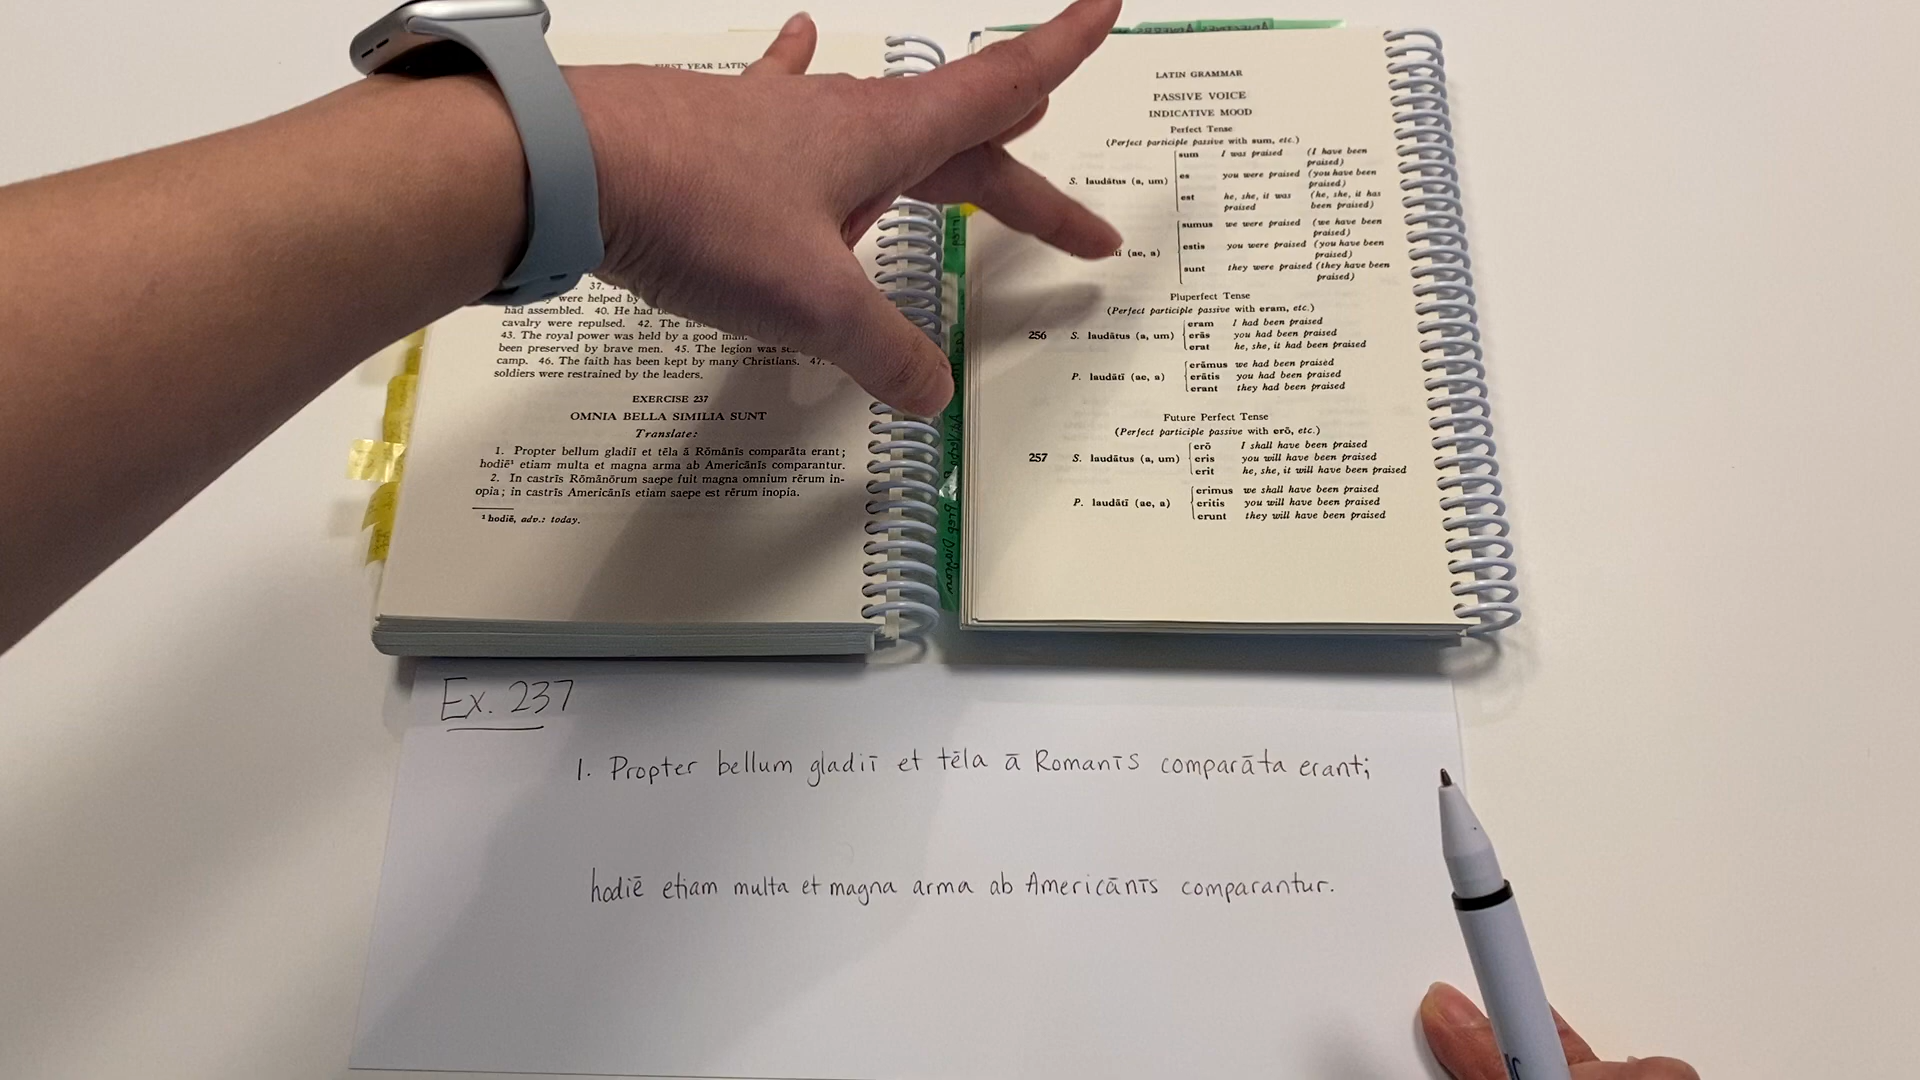 FIRST YEAR LATIN
37.
were helped by
had assembled. 40. He had
cavalry were repulsed. 42. The first
43. The royal power was held by a good man.
been preserved by brave men. 45. The legion was
camp. 46. The faith has been kept by many Christians. 47.
soldiers were restrained by the leaders.
EXERCISE 237
OMNIA BELLA SIMILIA SUNT
Translate:
1. Propter bellum gladiī et tēla ā Rōmānīs comparāta erant;
hodiē¹ etiam multa et magna arma ab Americānīs comparantur.
2. In castrīs Rōmānōrum saepe fuit magna omnium rērum in-
opia; in castrīs Americānīs etiam saepe est rērum inopia.
¹ hodiē, adv.: today.
LATIN GRAMMAR
PASSIVE VOICE
INDICATIVE MOOD
Perfect Tense
(Perfect participle passive with sum, etc.)
sum I was praised (I have been
praised)
S. laudātus (a, um) es you were praised (you have been
praised)
est he, she, it was (he, she, it has
praised been praised)
sumus we were praised (we have been
praised)
(ae, a) estis you were praised (you have been
praised)
sunt they were praised (they have been
praised)
Pluperfect Tense
(Perfect participle passive with eram, etc.)
eram I had been praised
256 S. laudātus (a, um) erās you had been praised
erat he, she, it had been praised
erāmus we had been praised
P. laudātī (ae, a) erātis you had been praised
erant they had been praised
Future Perfect Tense
(Perfect participle passive with erō, etc.)
erō I shall have been praised
257 S. laudātus (a, um) eris you will have been praised
erit he, she, it will have been praised
erimus we shall have been praised
P. laudātī (ae, a) eritis you will have been praised
erunt they will have been praised
Ex. 237
1. Propter bellum gladiī et tēla ā Romanīs comparāta erant;
hodiē etiam multa et magna arma ab Americānīs comparantur.